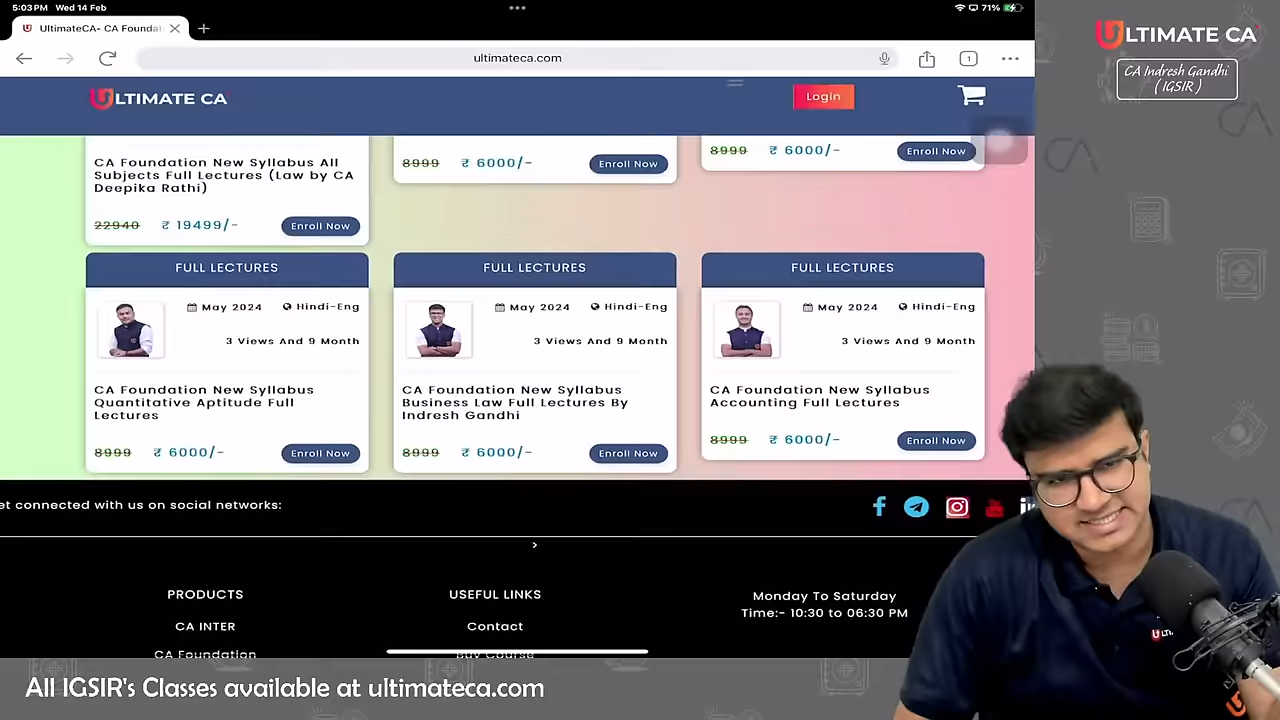 5:03PM Wed 14 Feb
71%
UltimateCA- CA Foundat
ultimateca.com
1
ULTIMATE CA
Login
CA Foundation New Syllabus All
Subjects Full Lectures (Law by CA
Deepika Rathi)
22940 ₹ 19499/- Enroll Now
8999 ₹ 6000/- Enroll Now
8999 ₹ 6000/- Enroll Now
FULL LECTURES
May 2024 Hindi-Eng
3 Views And 9 Month
CA Foundation New Syllabus
Quantitative Aptitude Full
Lectures
8999 ₹ 6000/- Enroll Now
FULL LECTURES
May 2024 Hindi-Eng
3 Views And 9 Month
CA Foundation New Syllabus
Business Law Full Lectures By
Indresh Gandhi
8999 ₹ 6000/- Enroll Now
FULL LECTURES
May 2024 Hindi-Eng
3 Views And 9 Month
CA Foundation New Syllabus
Accounting Full Lectures
8999 ₹ 6000/- Enroll Now
et connected with us on social networks:
PRODUCTS
CA INTER
CA Foundation
USEFUL LINKS
Contact
Buy Course
Monday To Saturday
Time:- 10:30 to 06:30 PM
ULTIMATE CA
CA Indresh Gandhi
( IGSIR )
All IGSIR's Classes available at ultimateca.com